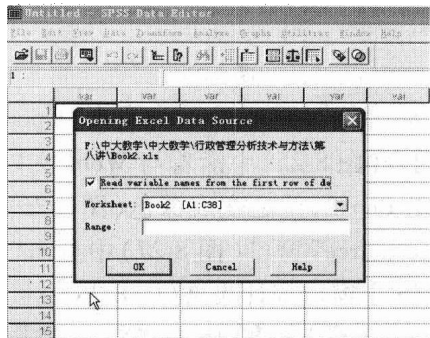 Untitled - SPSS Data Editor
File Edit View Data Transform Analyze Graphs Utilities Window Help
1 :
var var var var var var
1
2
3
4
5
6
7
8
9
10
11
12
13
14
15
Opening Excel Data Source
F:\中大教学\中大教学\行政管理分析技术与方法\第
八讲\Book2.xls
Read variable names from the first row of da
Worksheet: Book2 [A1:C38]
Range:
OK Cancel Help